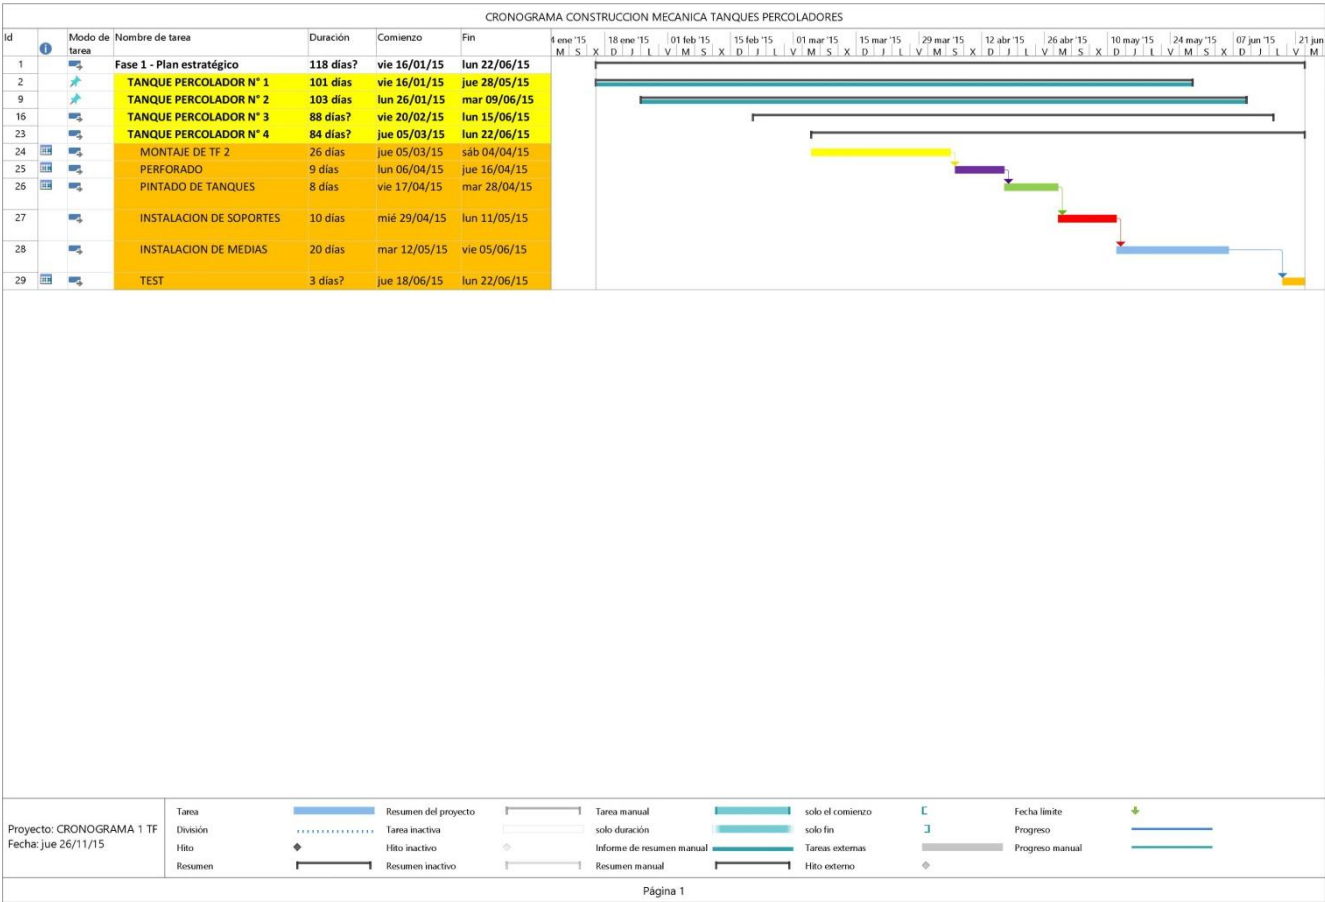 CRONOGRAMA CONSTRUCCION MECANICA TANQUES PERCOLADORES
Id Modo de tarea Nombre de tarea Duración Comienzo Fin
4 ene '15 18 ene '15 01 feb '15 15 feb '15 01 mar '15 15 mar '15 29 mar '15 12 abr '15 26 abr '15 10 may '15 24 may '15 07 jun '15 21 jun
M S X D J L V M S X D J L V M S X D J L V M S X D J L V M S X D J L V M
1 Fase 1 - Plan estratégico 118 días? vie 16/01/15 lun 22/06/15
2 TANQUE PERCOLADOR N° 1 101 días vie 16/01/15 jue 28/05/15
9 TANQUE PERCOLADOR N° 2 103 días lun 26/01/15 mar 09/06/15
16 TANQUE PERCOLADOR N° 3 88 días? vie 20/02/15 lun 15/06/15
23 TANQUE PERCOLADOR N° 4 84 días? jue 05/03/15 lun 22/06/15
24 MONTAJE DE TF 2 26 días jue 05/03/15 sáb 04/04/15
25 PERFORADO 9 días lun 06/04/15 jue 16/04/15
26 PINTADO DE TANQUES 8 días vie 17/04/15 mar 28/04/15
27 INSTALACION DE SOPORTES 10 días mié 29/04/15 lun 11/05/15
28 INSTALACION DE MEDIAS 20 días mar 12/05/15 vie 05/06/15
29 TEST 3 días? jue 18/06/15 lun 22/06/15
Proyecto: CRONOGRAMA 1 TF
Fecha: jue 26/11/15
Tarea Resumen del proyecto Tarea manual solo el comienzo Fecha límite
División Tarea inactiva solo duración solo fin Progreso
Hito Hito inactivo Informe de resumen manual Tareas externas Progreso manual
Resumen Resumen inactivo Resumen manual Hito externo
Página 1